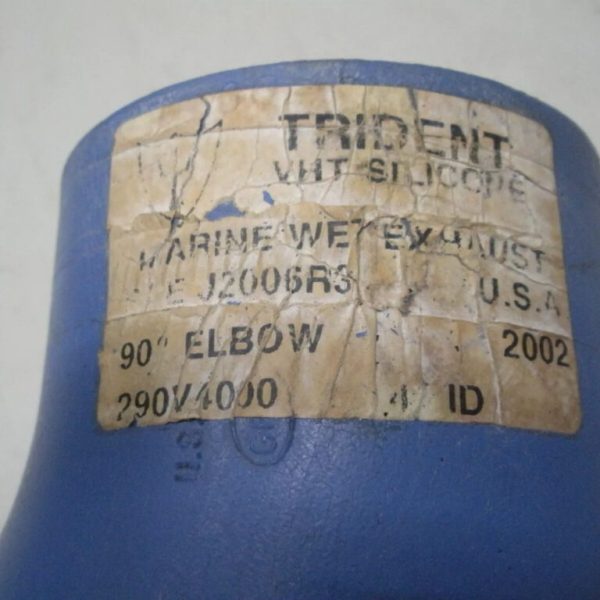 TRIDENT
VHT SILICONE
MARINE WET EXHAUST
J2006R3 U.S.A
90° ELBOW 2002
290V4000 4 ID